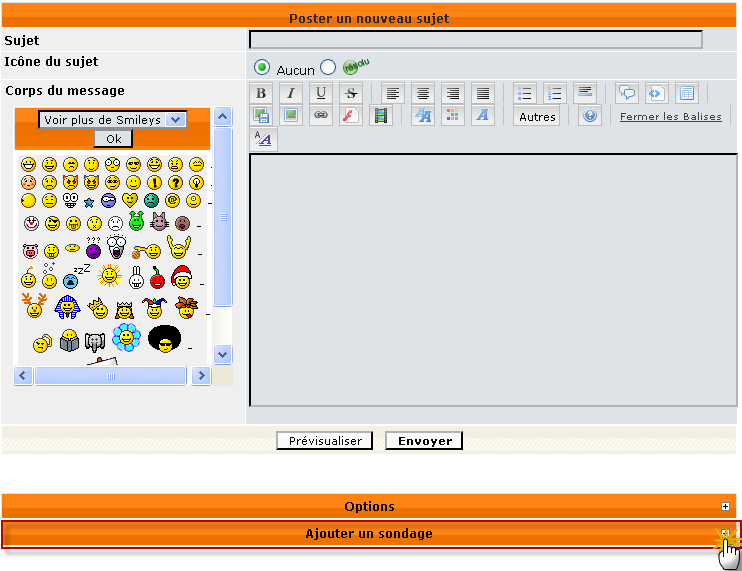 Poster un nouveau sujet
Sujet
Icône du sujet
Aucun résolu
Corps du message
Voir plus de Smileys
Ok
B I U S
Autres Fermer les Balises
Prévisualiser Envoyer
Options
Ajouter un sondage